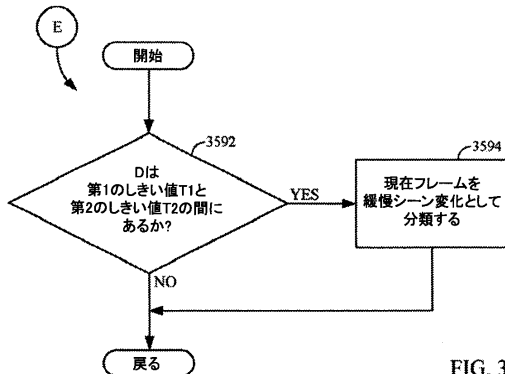 E
開始
3592
Dは
第1のしきい値T1と
第2のしきい値T2の間に
あるか?
YES
3594
現在フレームを
緩慢シーン変化として
分類する
NO
戻る
FIG. 3